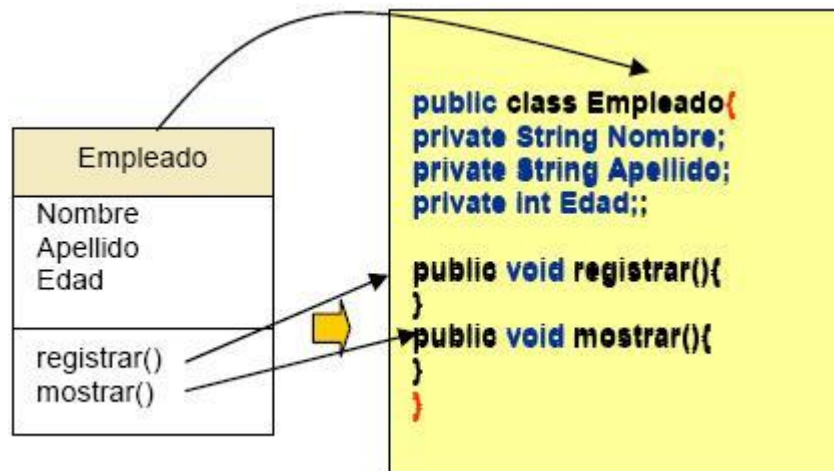 Empleado
Nombre
Apellido
Edad
registrar()
mostrar()
public class Empleado{
private String Nombre;
private String Apellido;
private int Edad;;
public void registrar(){
}
public void mostrar(){
}
}